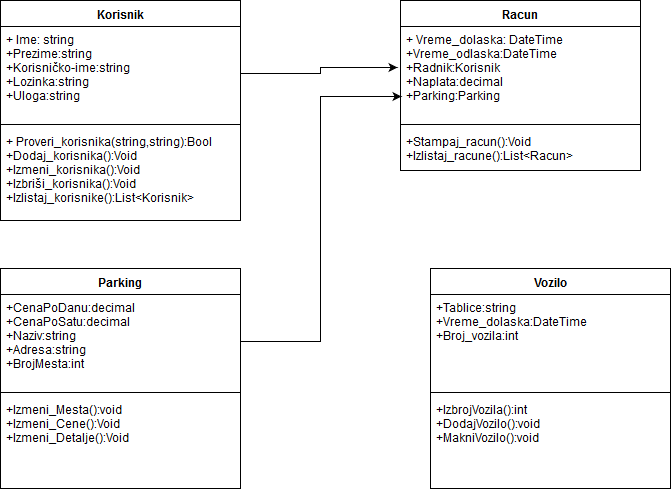 Korisnik
+ Ime: string
+Prezime:string
+Korisničko-ime:string
+Lozinka:string
+Uloga:string
+ Proveri_korisnika(string,string):Bool
+Dodaj_korisnika():Void
+Izmeni_korisnika():Void
+Izbriši_korisnika():Void
+Izlistaj_korisnike():List<Korisnik>
Racun
+ Vreme_dolaska: DateTime
+Vreme_odlaska:DateTime
+Radnik:Korisnik
+Naplata:decimal
+Parking:Parking
+Stampaj_racun():Void
+Izlistaj_racune():List<Racun>
Parking
+CenaPoDanu:decimal
+CenaPoSatu:decimal
+Naziv:string
+Adresa:string
+BrojMesta:int
+Izmeni_Mesta():void
+Izmeni_Cene():Void
+Izmeni_Detalje():Void
Vozilo
+Tablice:string
+Vreme_dolaska:DateTime
+Broj_vozila:int
+IzbrojVozila():int
+DodajVozilo():void
+MakniVozilo():void